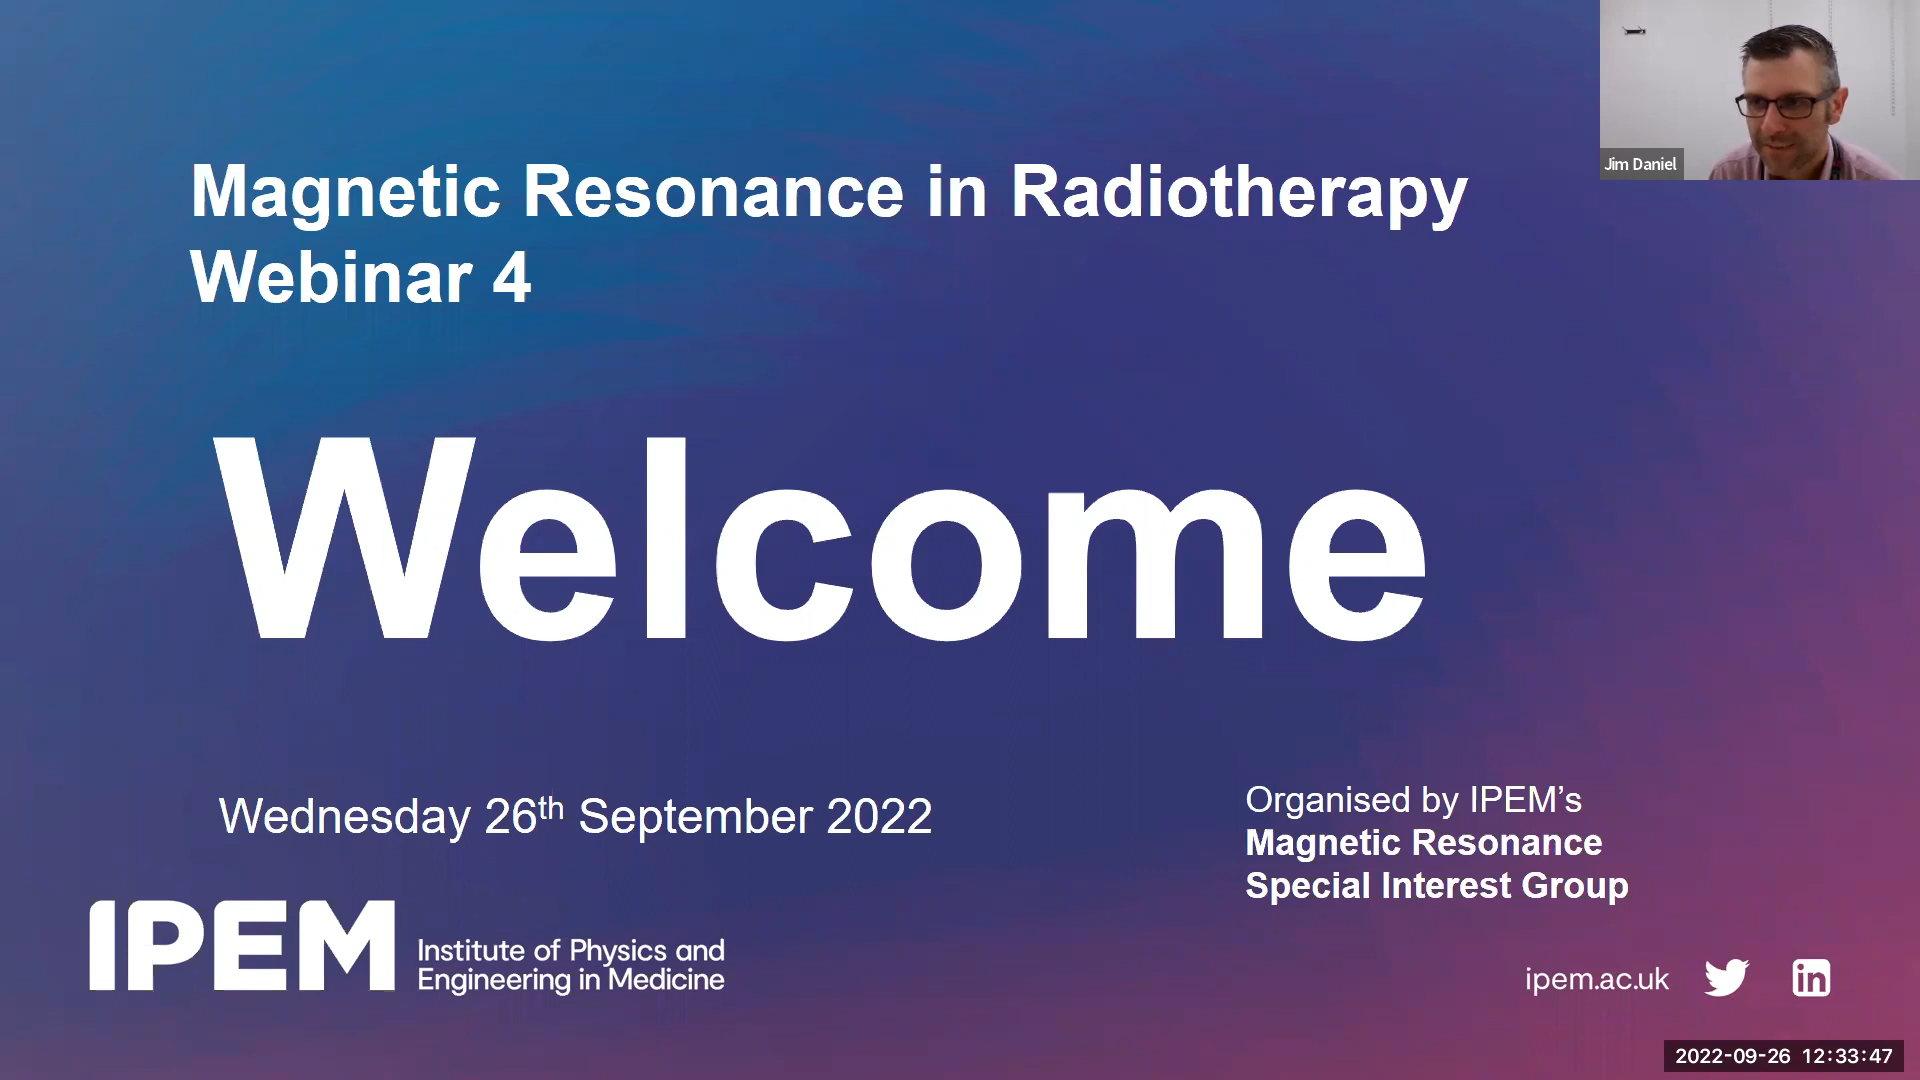 Jim Daniel
Magnetic Resonance in Radiotherapy
Webinar 4
Welcome
Wednesday 26th September 2022
Organised by IPEM’s
Magnetic Resonance
Special Interest Group
IPEM
Institute of Physics and
Engineering in Medicine
ipem.ac.uk
in
2022-09-26 12:33:47